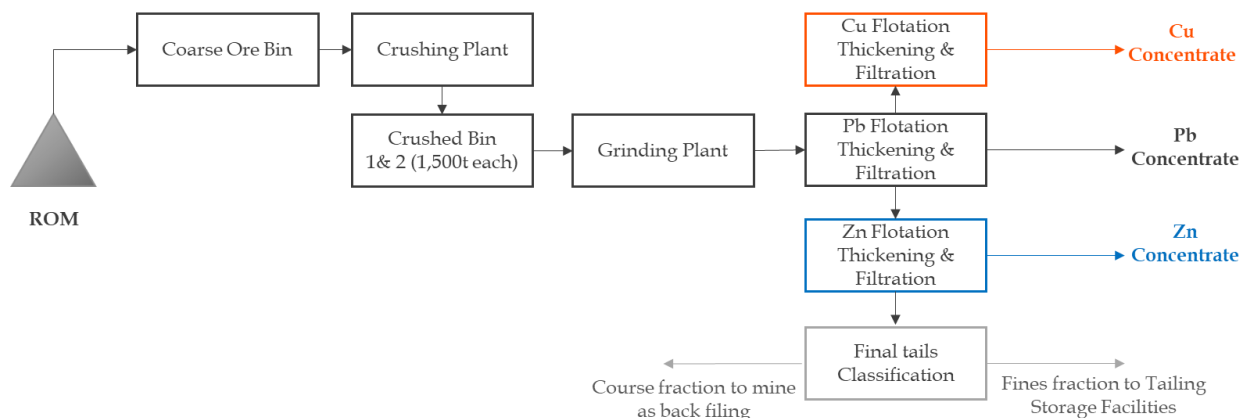 Coarse Ore Bin
Crushing Plant
Cu Flotation
Thickening &
Filtration
Cu
Concentrate
Crushed Bin
1& 2 (1,500t each)
Grinding Plant
Pb Flotation
Thickening &
Filtration
Pb
Concentrate
ROM
Zn Flotation
Thickening &
Filtration
Zn
Concentrate
Final tails
Classification
Course fraction to mine
as back filing
Fines fraction to Tailing
Storage Facilities